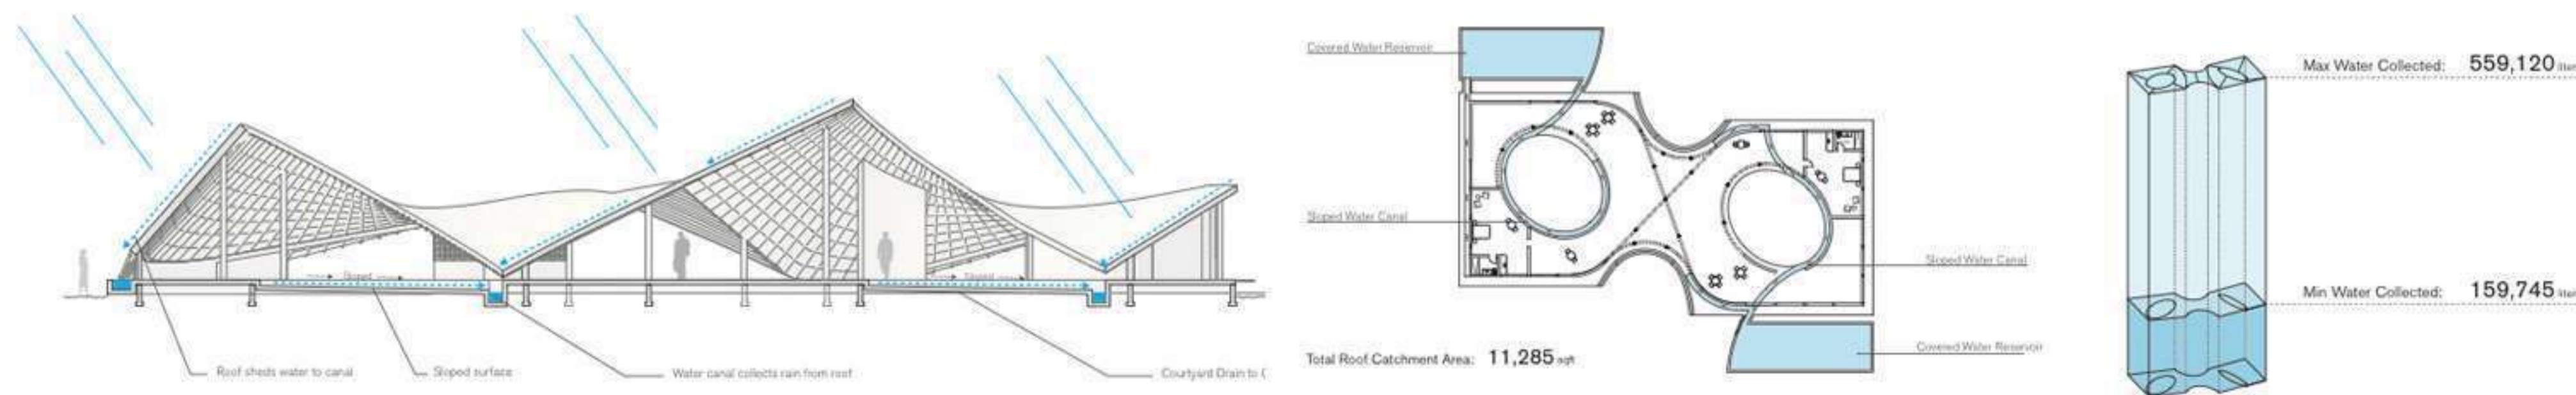 Sloped
Sloped
Roof sheds water to canal
Sloped surface
Water canal collects rain from roof
Courtyard Drain to
Covered Water Reservoir
Sloped Water Canal
Sloped Water Canal
Covered Water Reservoir
Total Roof Catchment Area: 11,285 sqft
Max Water Collected: 559,120
Min Water Collected: 159,745